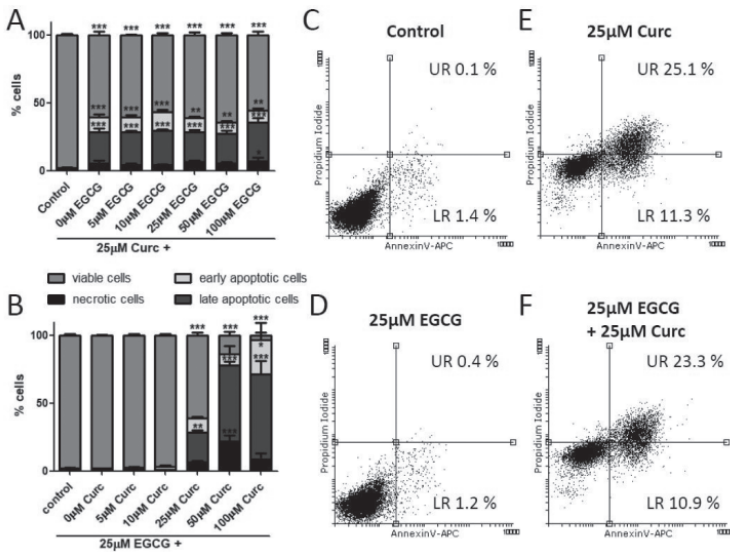 A
% cells
100
50
0
*** *** *** *** *** ***
*** *** *** ** ** **
*** *** *** *** *** ***
*
Control
0µM EGCG
5µM EGCG
10µM EGCG
25µM EGCG
50µM EGCG
100µM EGCG
25µM Curc +
viable cells
early apoptotic cells
necrotic cells
late apoptotic cells
B
% cells
100
50
0
*** *** ***
*
** *** ***
***
control
0µM Curc
5µM Curc
10µM Curc
25µM Curc
50µM Curc
100µM Curc
25µM EGCG +
C
Control
UR 0.1 %
LR 1.4 %
Propidium Iodide
AnnexinV-APC
D
25µM EGCG
UR 0.4 %
LR 1.2 %
Propidium Iodide
AnnexinV-APC
E
25µM Curc
UR 25.1 %
LR 11.3 %
Propidium Iodide
AnnexinV-APC
F
25µM EGCG
+ 25µM Curc
UR 23.3 %
LR 10.9 %
Propidium Iodide
AnnexinV-APC